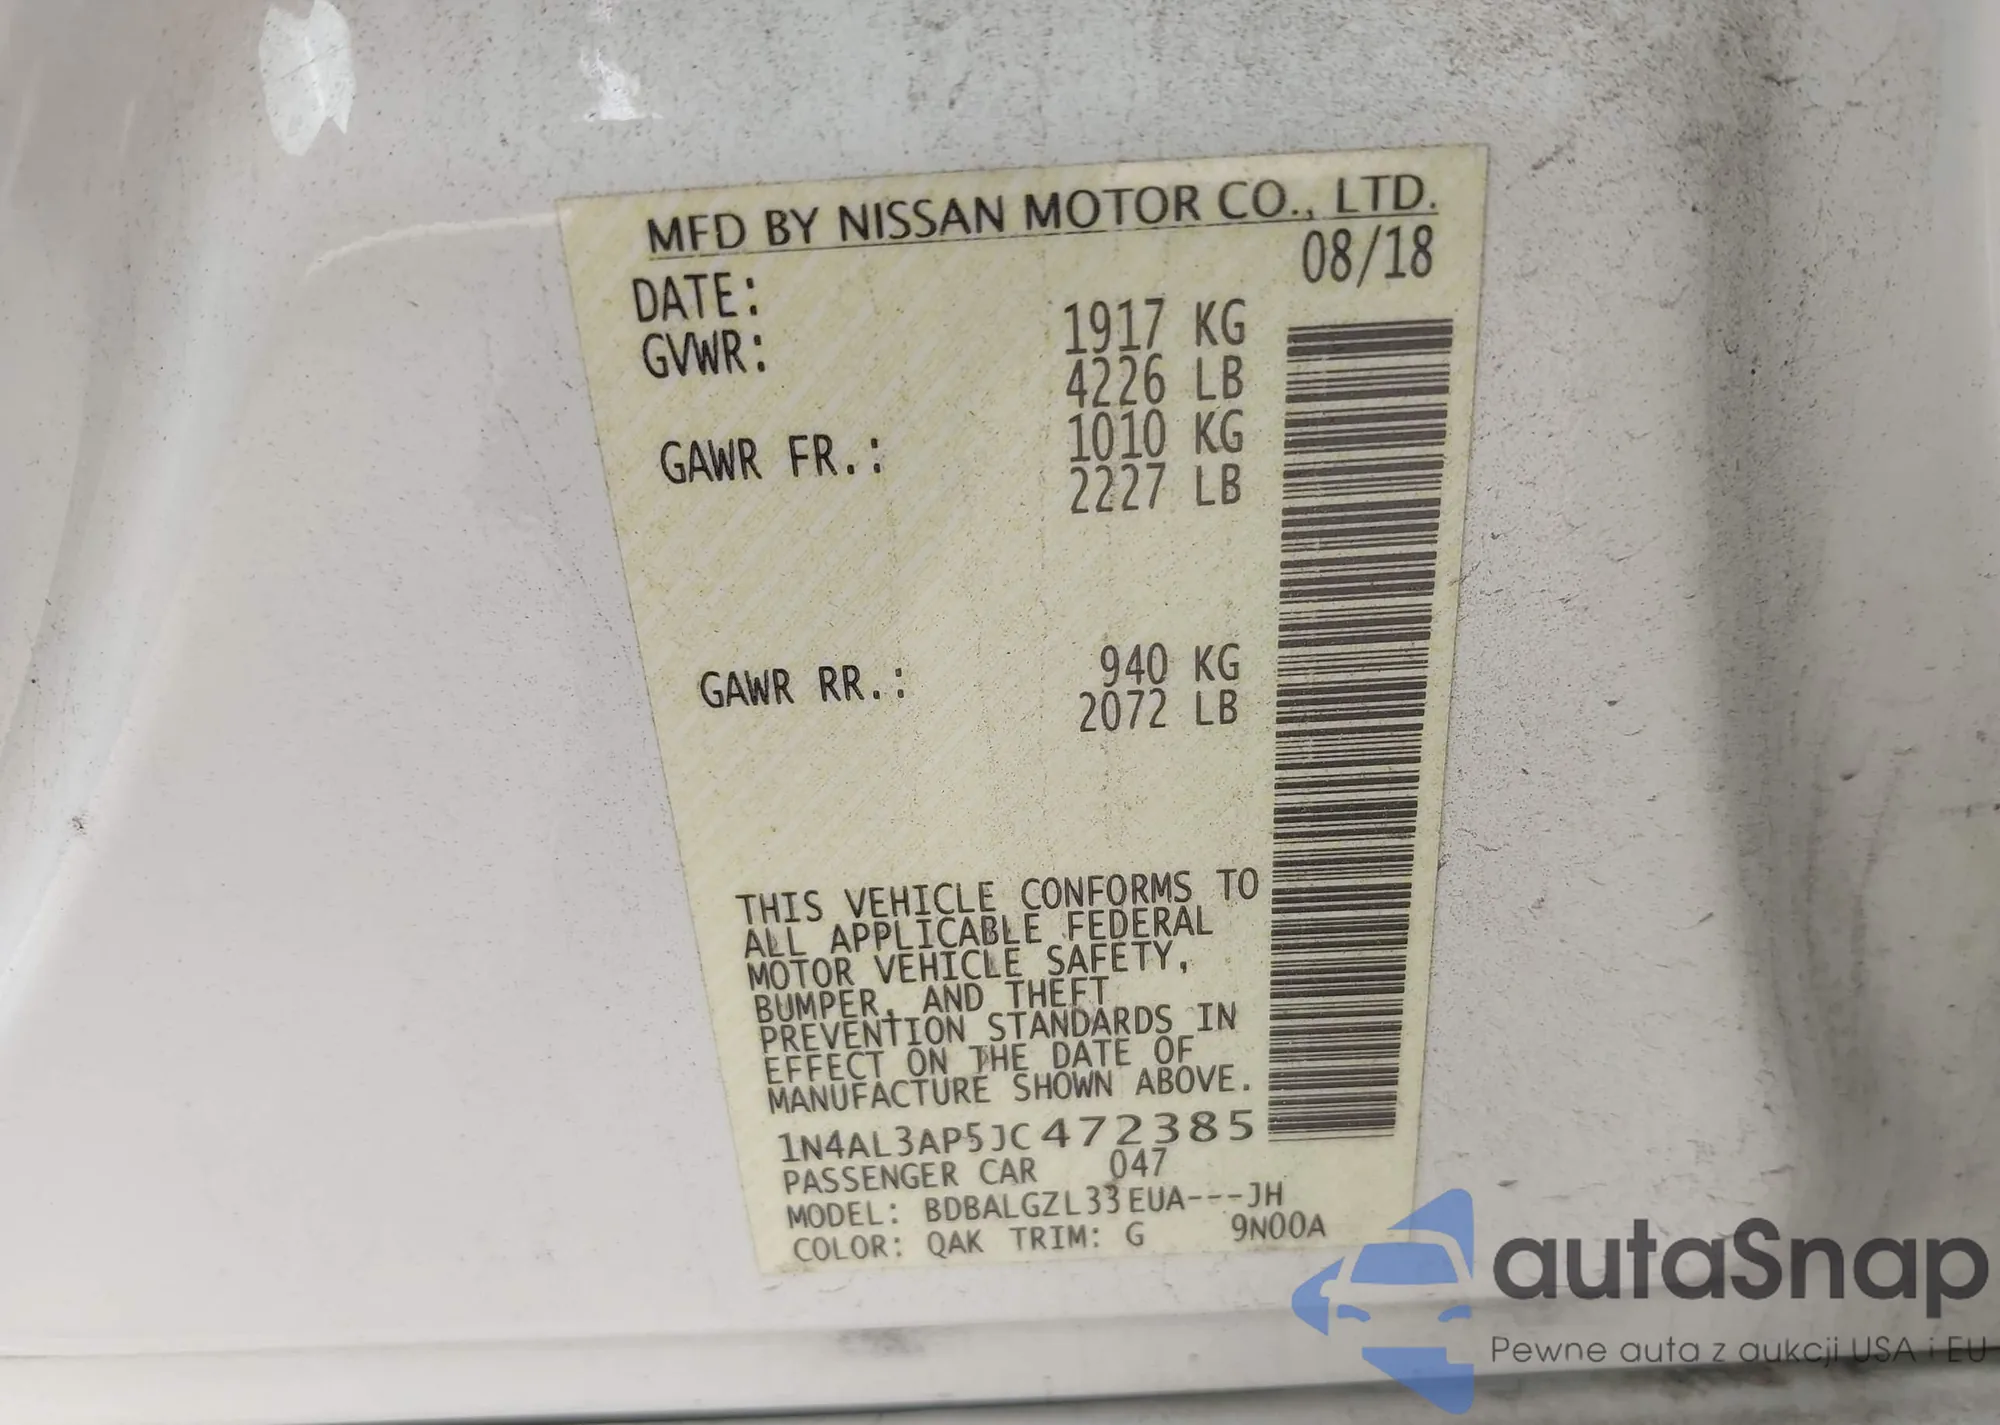 MFD BY NISSAN MOTOR CO., LTD.
DATE: 08/18
GVWR: 1917 KG
4226 LB
GAWR FR.: 1010 KG
2227 LB
GAWR RR.: 940 KG
2072 LB
THIS VEHICLE CONFORMS TO
ALL APPLICABLE FEDERAL
MOTOR VEHICLE SAFETY,
BUMPER, AND THEFT
PREVENTION STANDARDS IN
EFFECT ON THE DATE OF
MANUFACTURE SHOWN ABOVE.
1N4AL3AP5JC472385
PASSENGER CAR 047
MODEL: BDBALGZL33EUA---JH
COLOR: QAK TRIM: G 9N00A
autaSnap
Pewne auta z aukcji USA i EU